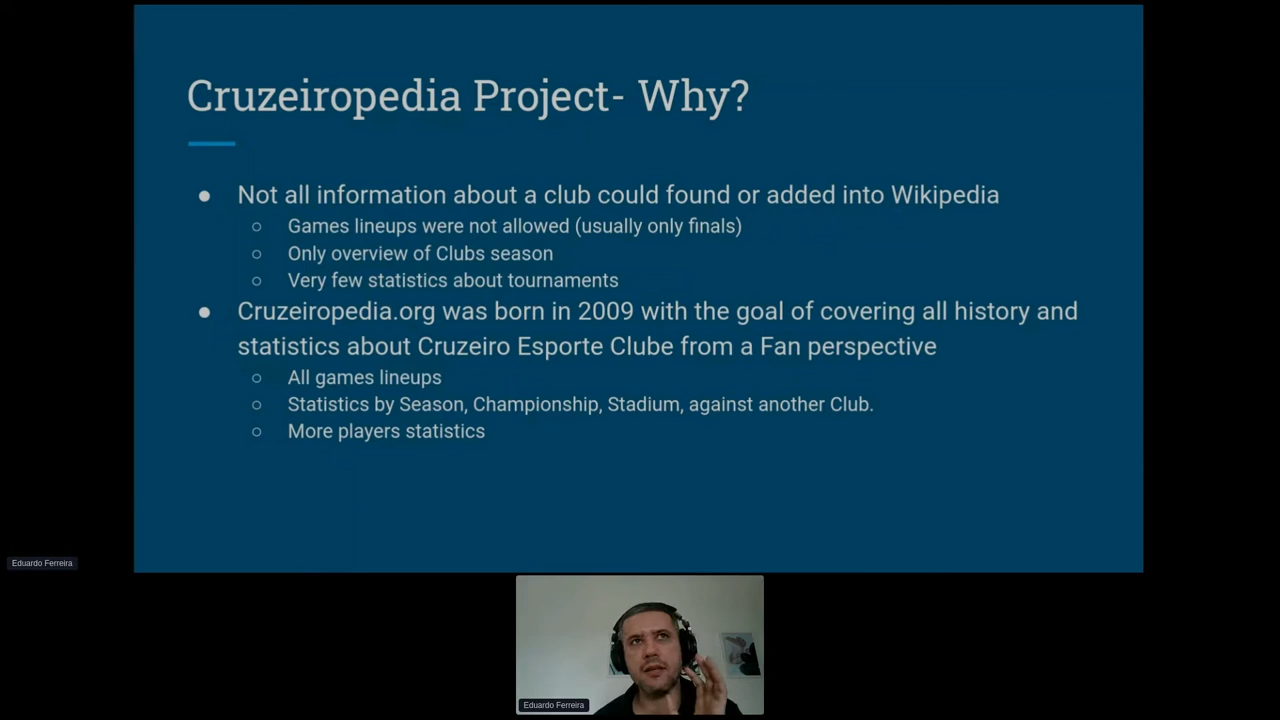 Cruzeiropedia Project- Why?
● Not all information about a club could found or added into Wikipedia
○ Games lineups were not allowed (usually only finals)
○ Only overview of Clubs season
○ Very few statistics about tournaments
● Cruzeiropedia.org was born in 2009 with the goal of covering all history and
statistics about Cruzeiro Esporte Clube from a Fan perspective
○ All games lineups
○ Statistics by Season, Championship, Stadium, against another Club.
○ More players statistics
Eduardo Ferreira
Eduardo Ferreira